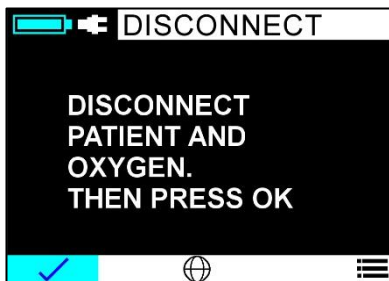 DISCONNECT
DISCONNECT
PATIENT AND
OXYGEN.
THEN PRESS OK